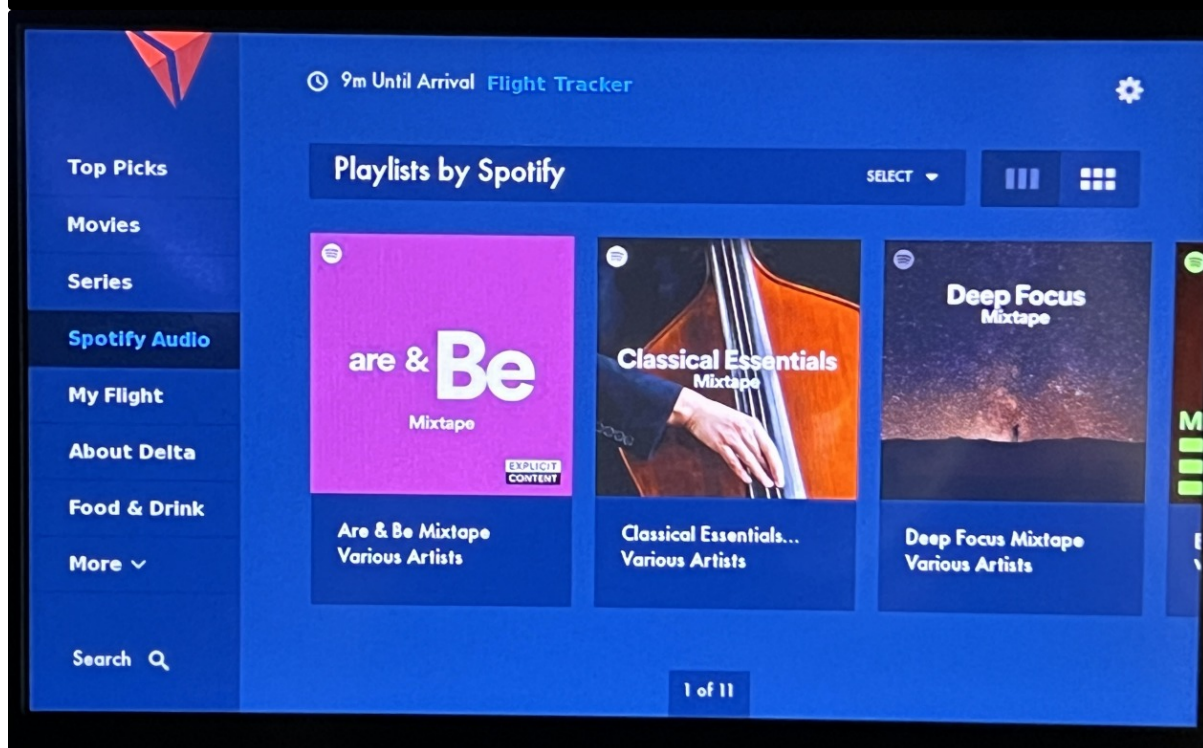 9m Until Arrival Flight Tracker
Top Picks
Movies
Series
Spotify Audio
My Flight
About Delta
Food & Drink
More
Search
Playlists by Spotify
SELECT
are & Be
Mixtape
EXPLICIT
CONTENT
Are & Be Mixtape
Various Artists
Classical Essentials
Mixtape
Classical Essentials...
Various Artists
Deep Focus
Mixtape
Deep Focus Mixtape
Various Artists
M
1 of 11